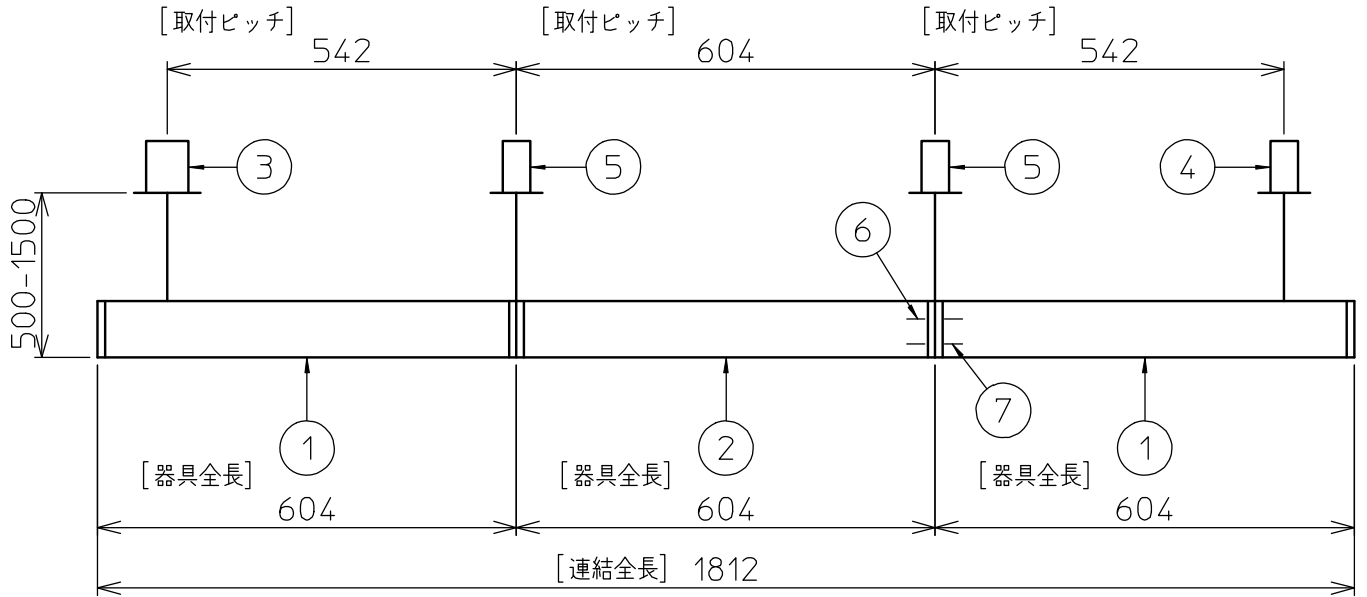 [取付ピッチ] [取付ピッチ] [取付ピッチ]
542 604 542
③ ⑤ ⑤ ④
500-1500
⑥
⑦
① ② ①
[器具全長] [器具全長] [器具全長]
604 604 604
[連結全長] 1812